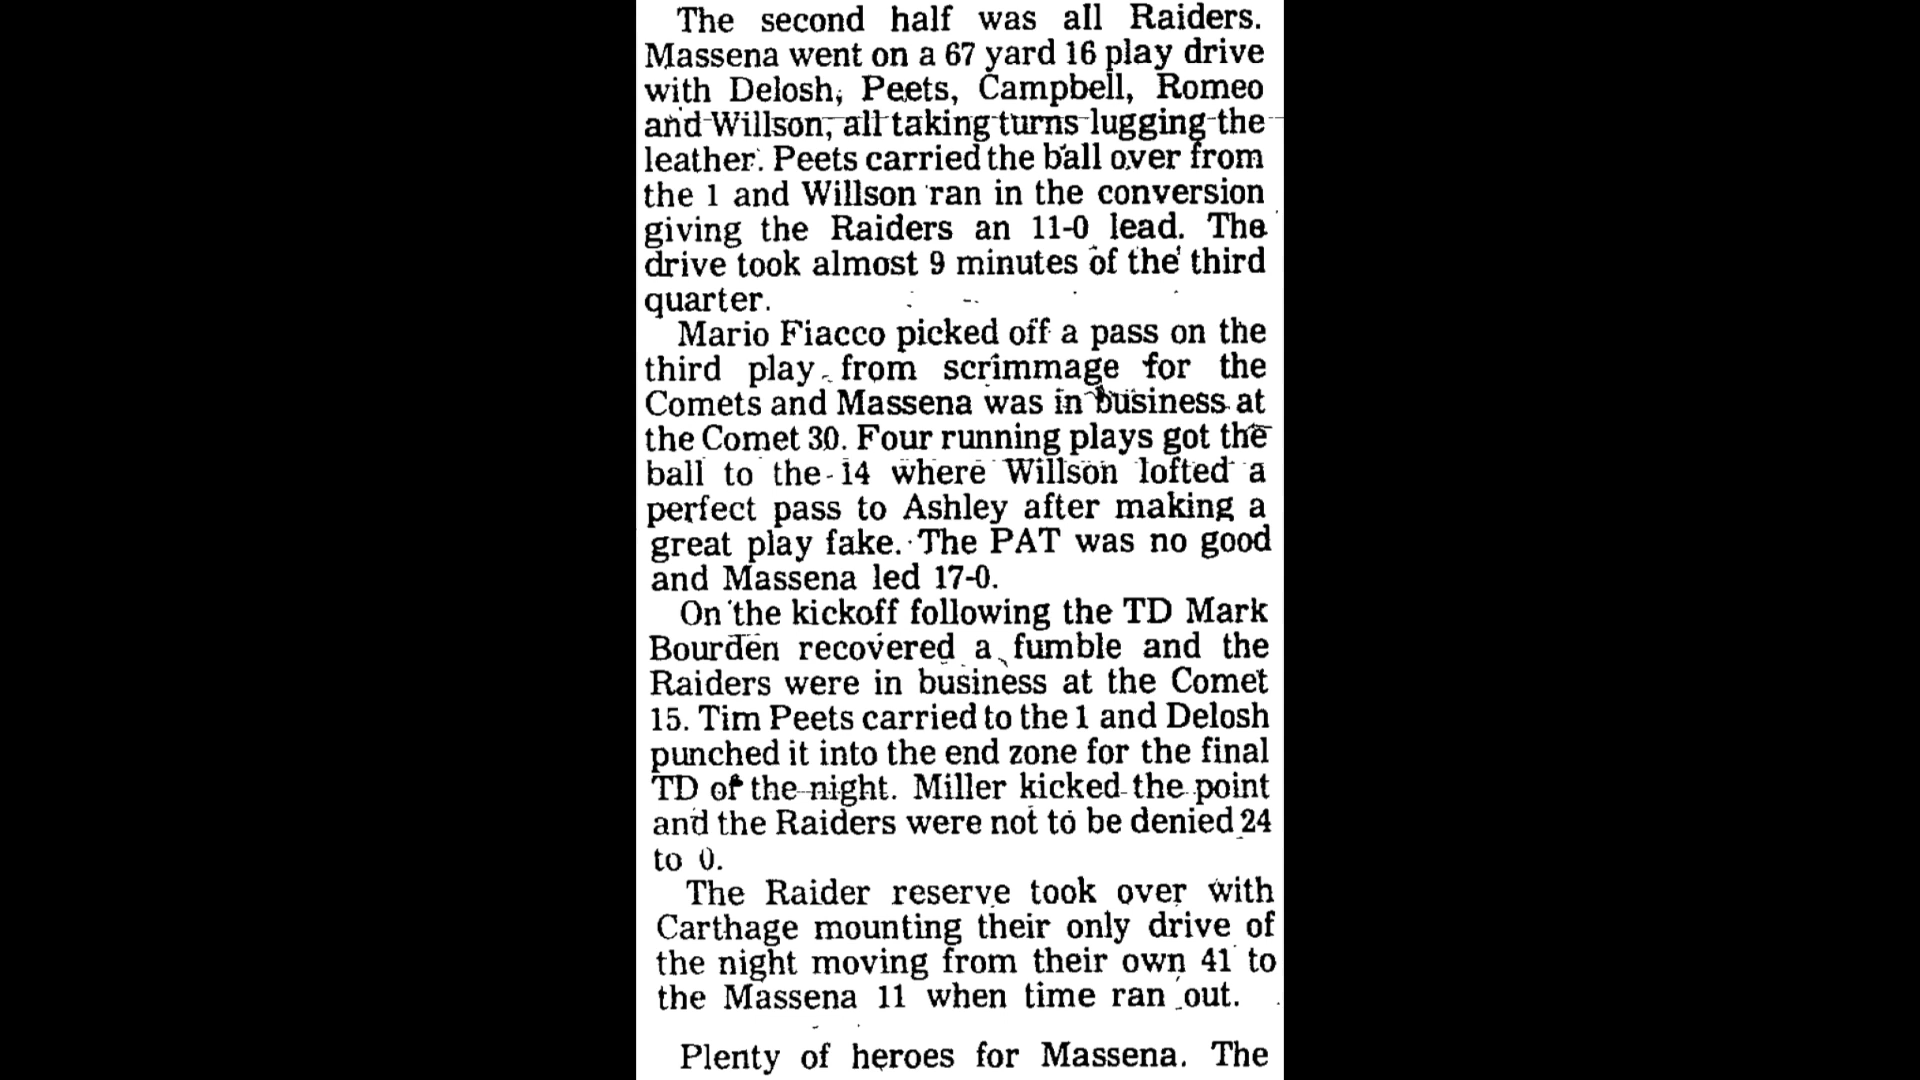 The second half was all Raiders.
Massena went on a 67 yard 16 play drive
with Delosh, Peets, Campbell, Romeo
and Willson, all taking turns lugging the
leather. Peets carried the ball over from
the 1 and Willson ran in the conversion
giving the Raiders an 11-0 lead. The
drive took almost 9 minutes of the third
quarter.
Mario Fiacco picked off a pass on the
third play from scrimmage for the
Comets and Massena was in business at
the Comet 30. Four running plays got the
ball to the 14 where Willson lofted a
perfect pass to Ashley after making a
great play fake. The PAT was no good
and Massena led 17-0.
On the kickoff following the TD Mark
Bourden recovered a fumble and the
Raiders were in business at the Comet
15. Tim Peets carried to the 1 and Delosh
punched it into the end zone for the final
TD of the night. Miller kicked the point
and the Raiders were not to be denied 24
to 0.
The Raider reserve took over with
Carthage mounting their only drive of
the night moving from their own 41 to
the Massena 11 when time ran out.
Plenty of heroes for Massena. The